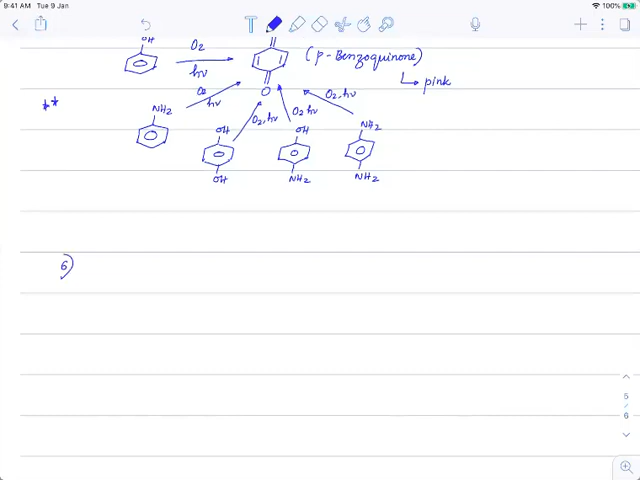 9:41 AM Tue 9 Jan
100%
T
OH
O2
hν
(p-Benzoquinone)
↳ pink
O
**
NH2
O2
hν
OH
OH
O2, hν
OH
NH2
O2 hν
NH2
NH2
O2, hν
6)
5
/
6